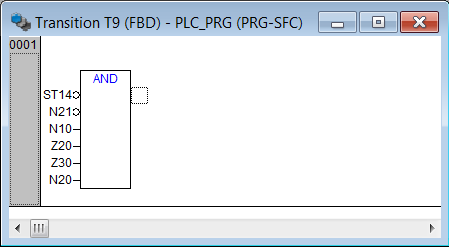 Transition T9 (FBD) - PLC_PRG (PRG-SFC)
0001
AND
ST14
N21
N10
Z20
Z30
N20